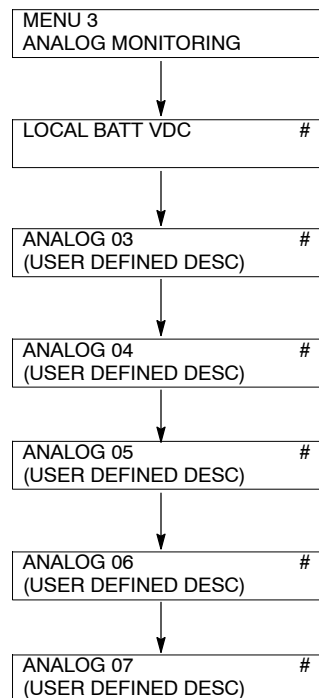 MENU 3
ANALOG MONITORING
LOCAL BATT VDC #
ANALOG 03 #
(USER DEFINED DESC)
ANALOG 04 #
(USER DEFINED DESC)
ANALOG 05 #
(USER DEFINED DESC)
ANALOG 06 #
(USER DEFINED DESC)
ANALOG 07 #
(USER DEFINED DESC)